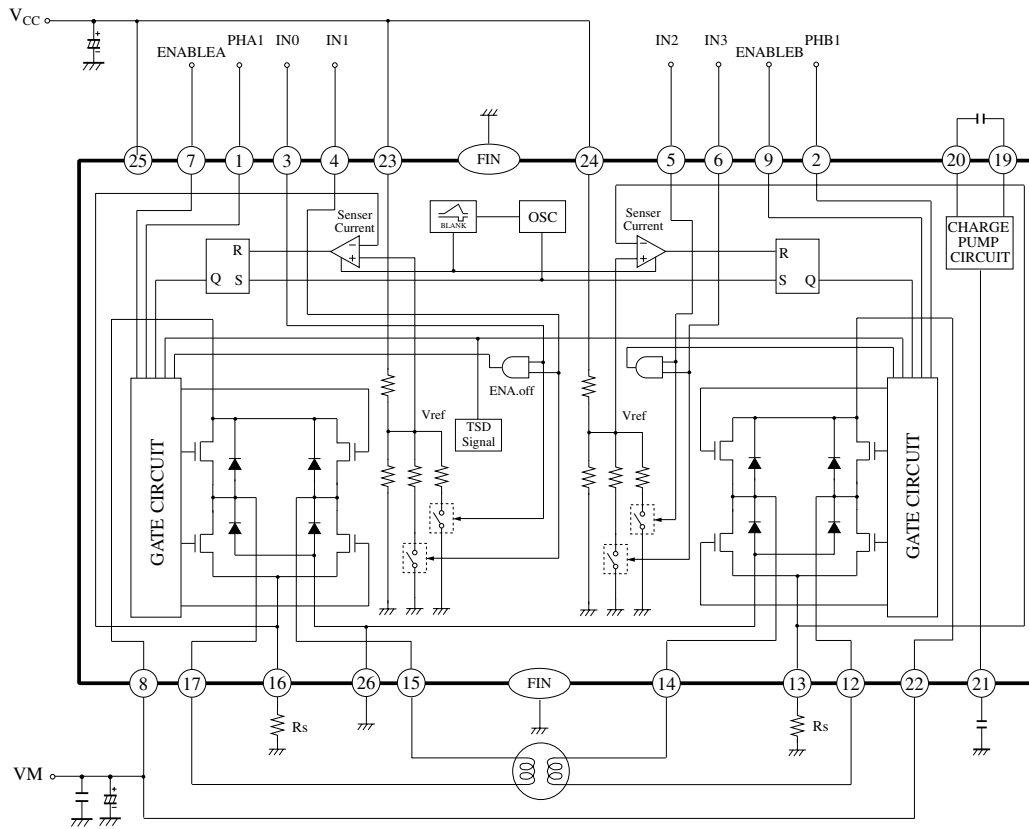 VCC
ENABLEA
PHA1
IN0
IN1
IN2
IN3
ENABLEB
PHB1
25
7
1
3
4
23
FIN
24
5
6
9
2
20
19
Senser
Current
BLANK
OSC
Senser
Current
CHARGE
PUMP
CIRCUIT
R
Q
S
−
+
−
+
R
S
Q
ENA.off
Vref
TSD
Signal
Vref
GATE CIRCUIT
GATE CIRCUIT
8
17
16
26
15
FIN
14
13
12
22
21
Rs
Rs
VM